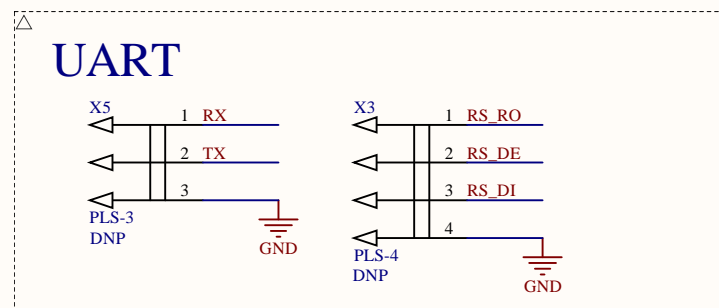 UART
X5
1 RX
2 TX
3
PLS-3
DNP
GND
X3
1 RS_RO
2 RS_DE
3 RS_DI
4
PLS-4
DNP
GND